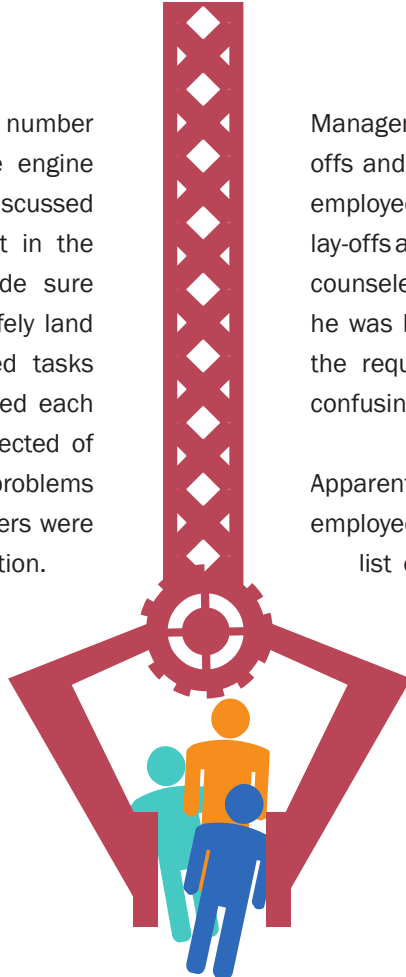 number
engine
scussed
t in the
de sure
fely land
ed tasks
ed each
ected of
problems
ers were
tion.
Manager
offs and
employee
lay-offs a
counsele
he was l
the requ
confusin
Apparent
employee
list